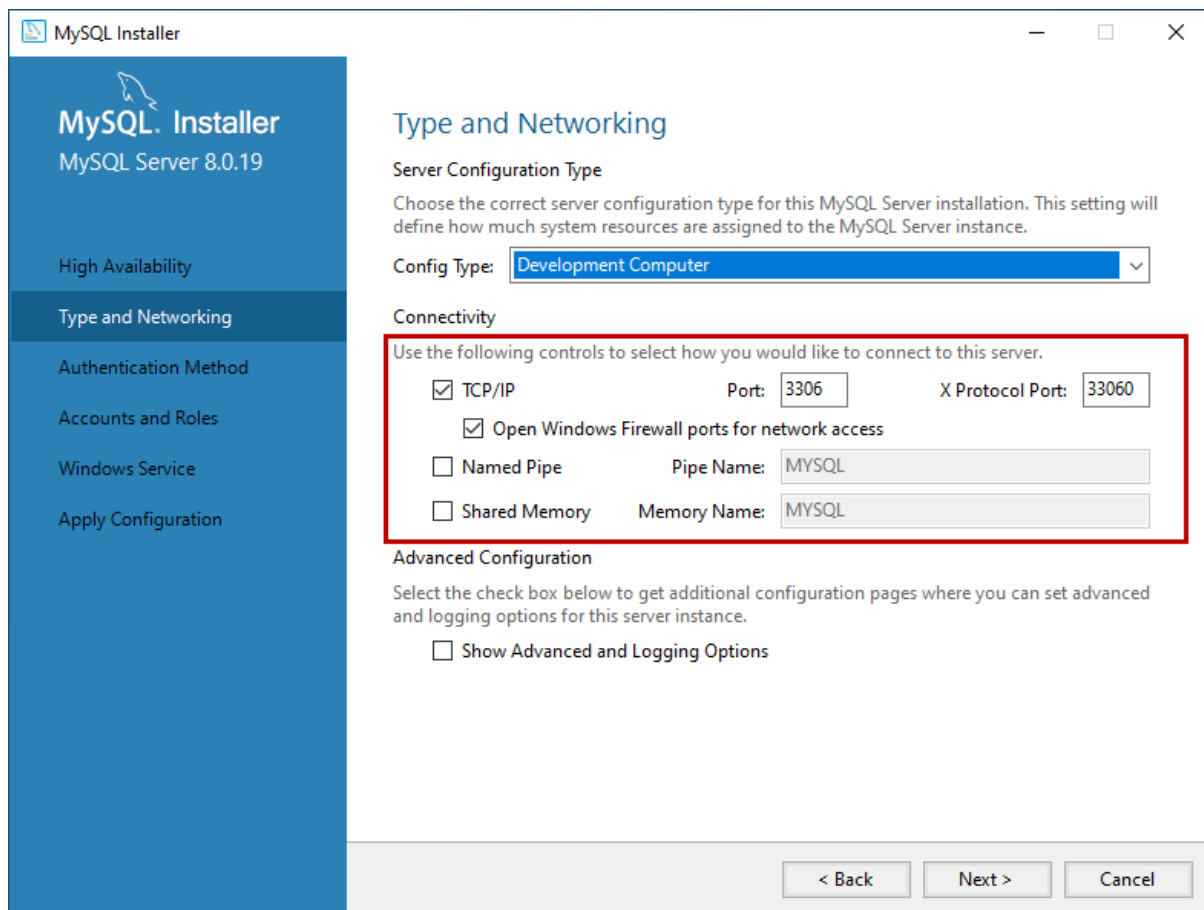 MySQL Installer
MySQL. Installer
MySQL Server 8.0.19
High Availability
Type and Networking
Authentication Method
Accounts and Roles
Windows Service
Apply Configuration
Type and Networking
Server Configuration Type
Choose the correct server configuration type for this MySQL Server installation. This setting will
define how much system resources are assigned to the MySQL Server instance.
Config Type: Development Computer
Connectivity
Use the following controls to select how you would like to connect to this server.
TCP/IP Port: 3306 X Protocol Port: 33060
Open Windows Firewall ports for network access
Named Pipe Pipe Name: MYSQL
Shared Memory Memory Name: MYSQL
Advanced Configuration
Select the check box below to get additional configuration pages where you can set advanced
and logging options for this server instance.
Show Advanced and Logging Options
< Back Next > Cancel